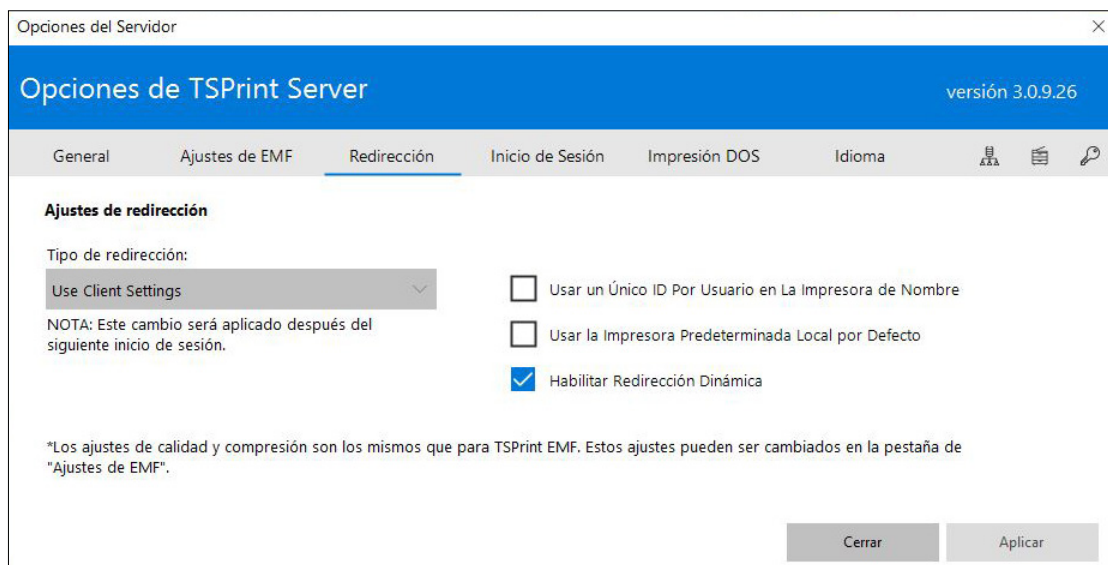 Opciones del Servidor
Opciones de TSPrint Server
versión 3.0.9.26
General
Ajustes de EMF
Redirección
Inicio de Sesión
Impresión DOS
Idioma
Ajustes de redirección
Tipo de redirección:
Use Client Settings
NOTA: Este cambio será aplicado después del
siguiente inicio de sesión.
Usar un Único ID Por Usuario en La Impresora de Nombre
Usar la Impresora Predeterminada Local por Defecto
Habilitar Redirección Dinámica
*Los ajustes de calidad y compresión son los mismos que para TSPrint EMF. Estos ajustes pueden ser cambiados en la pestaña de
"Ajustes de EMF".
Cerrar
Aplicar